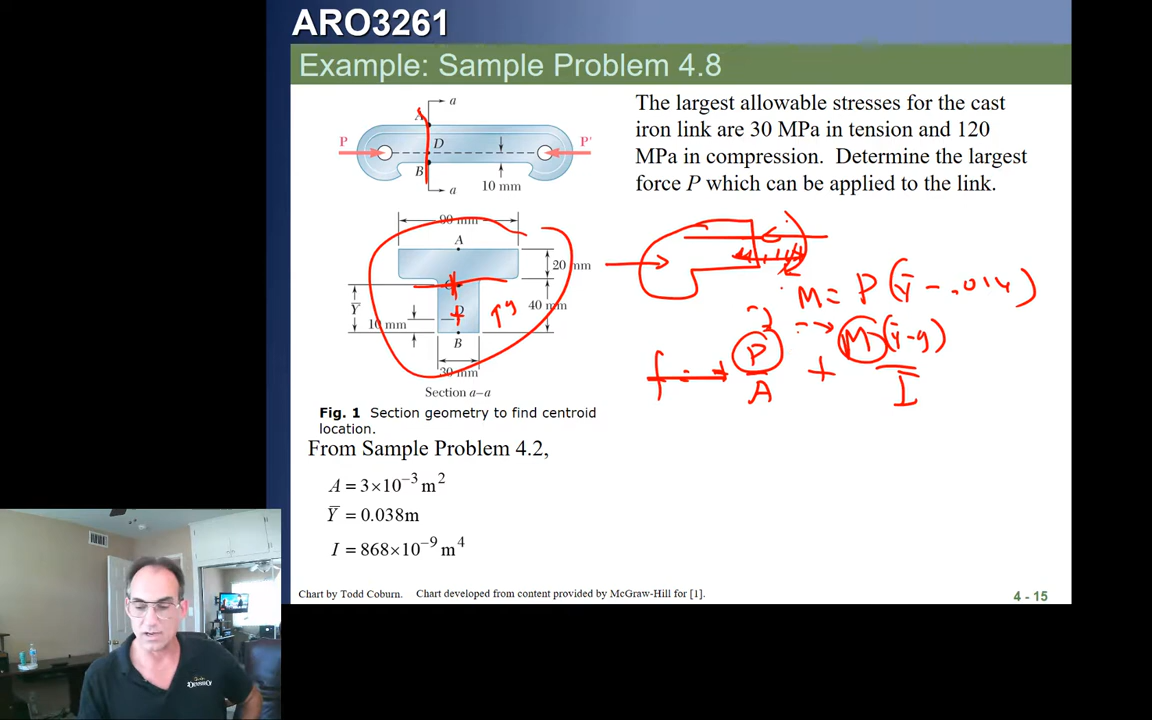 ARO3261
Example: Sample Problem 4.8
a
A
P
P'
D
B
10 mm
a
90 mm
A
20 mm
Y̅
D
40 mm
10 mm
B
30 mm
Section a–a
Fig. 1 Section geometry to find centroid
location.
The largest allowable stresses for the cast
iron link are 30 MPa in tension and 120
MPa in compression. Determine the largest
force P which can be applied to the link.
M = P(Y̅ - .014)
P/A + M(Y̅-y)/I
y
From Sample Problem 4.2,
A = 3×10⁻³ m²
Y̅ = 0.038m
I = 868×10⁻⁹ m⁴
Chart by Todd Coburn. Chart developed from content provided by McGraw-Hill for [1].
4 - 15